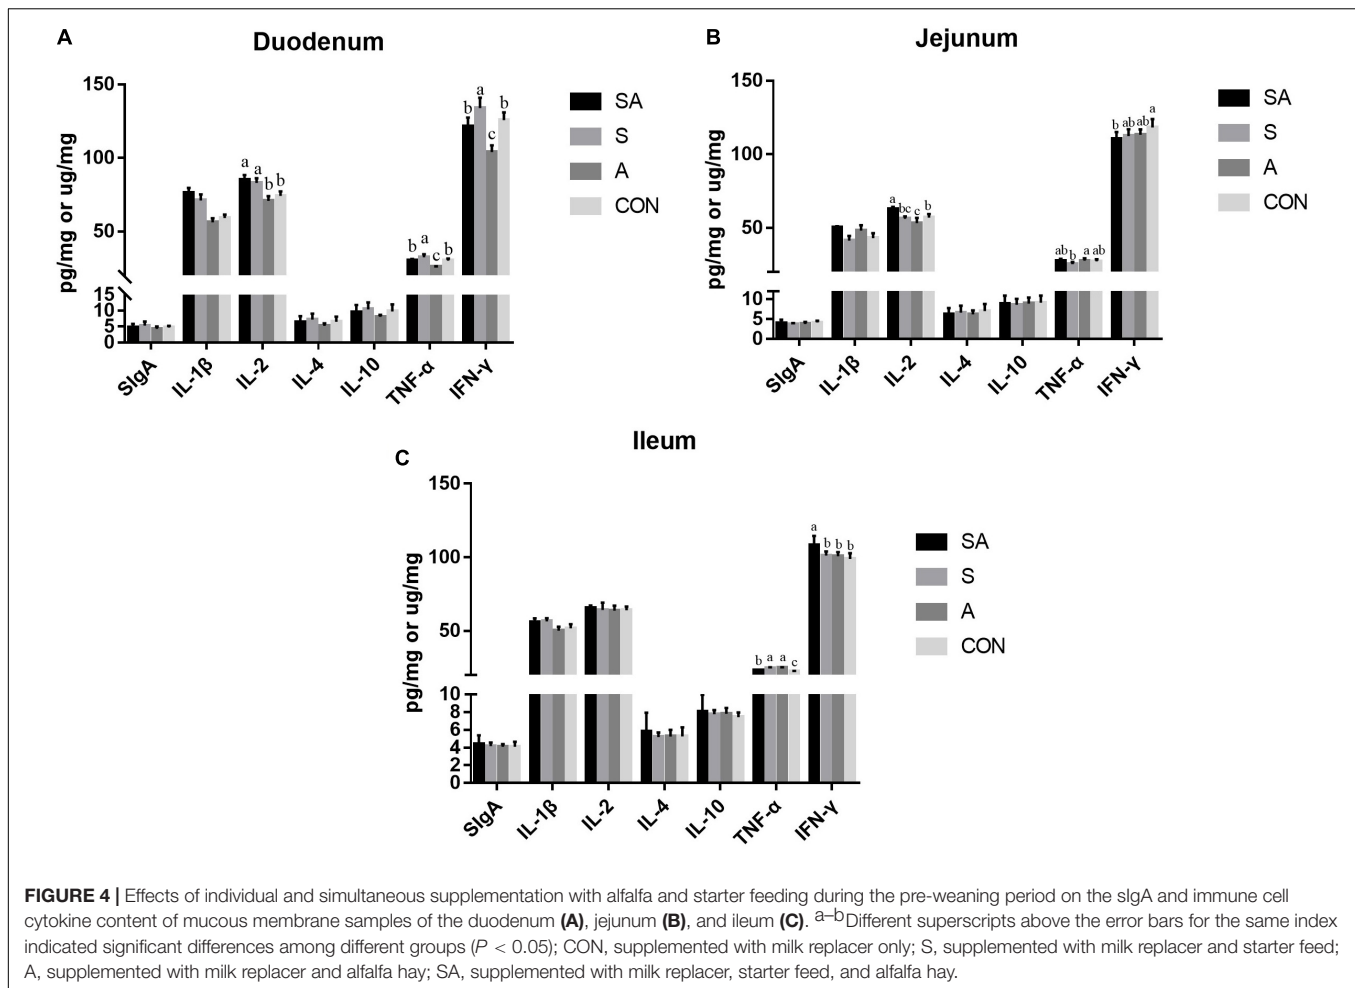 A
Duodenum
pg/mg or ug/mg
150
100
50
15
10
5
0
a
b
b
c
a a
b b
b a c b
SA
S
A
CON
SIgA IL-1β IL-2 IL-4 IL-10 TNF-α IFN-γ
B
Jejunum
pg/mg or ug/mg
150
100
50
10
5
0
a
b ab ab
a
bc c b
ab b a ab
SA
S
A
CON
SIgA IL-1β IL-2 IL-4 IL-10 TNF-α IFN-γ
C
Ileum
pg/mg or ug/mg
150
100
50
10
8
6
4
2
0
a
b b b
b a a c
SA
S
A
CON
SIgA IL-1β IL-2 IL-4 IL-10 TNF-α IFN-γ
FIGURE 4 | Effects of individual and simultaneous supplementation with alfalfa and starter feeding during the pre-weaning period on the sIgA and immune cell
cytokine content of mucous membrane samples of the duodenum (A), jejunum (B), and ileum (C). a–bDifferent superscripts above the error bars for the same index
indicated significant differences among different groups (P < 0.05); CON, supplemented with milk replacer only; S, supplemented with milk replacer and starter feed;
A, supplemented with milk replacer and alfalfa hay; SA, supplemented with milk replacer, starter feed, and alfalfa hay.